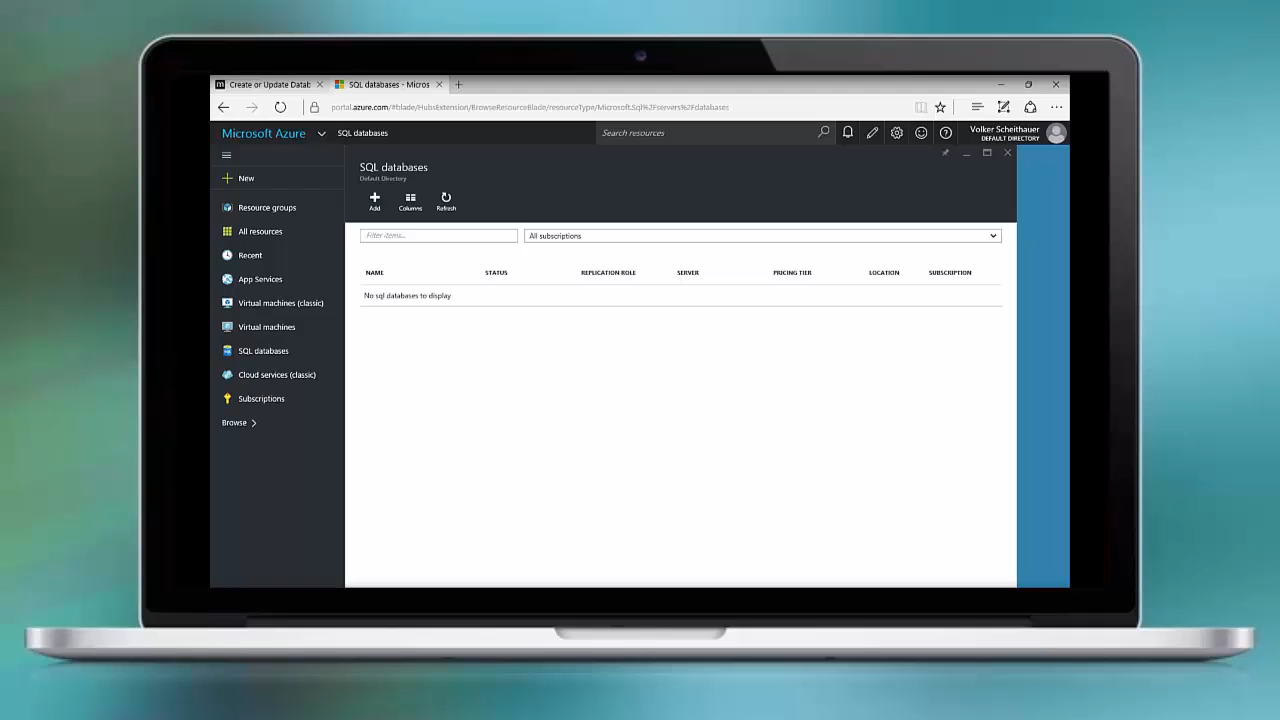 Create or Update Datab
SQL databases - Micros
portal.azure.com/#blade/HubsExtension/BrowseResourceBlade/resourceType/Microsoft.Sql%2Fservers%2Fdatabases
Microsoft Azure
SQL databases
Search resources
Volker Scheithauer
DEFAULT DIRECTORY
New
Resource groups
All resources
Recent
App Services
Virtual machines (classic)
Virtual machines
SQL databases
Cloud services (classic)
Subscriptions
Browse
SQL databases
Default Directory
Add
Columns
Refresh
Filter items...
All subscriptions
NAME STATUS REPLICATION ROLE SERVER PRICING TIER LOCATION SUBSCRIPTION
No sql databases to display